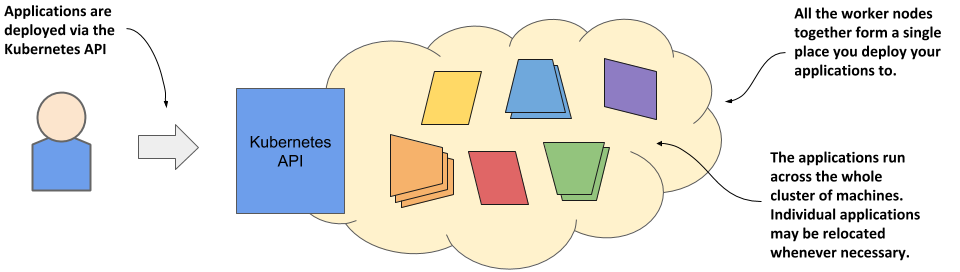 Applications are
deployed via the
Kubernetes API
Kubernetes
API
All the worker nodes
together form a single
place you deploy your
applications to.
The applications run
across the whole
cluster of machines.
Individual applications
may be relocated
whenever necessary.